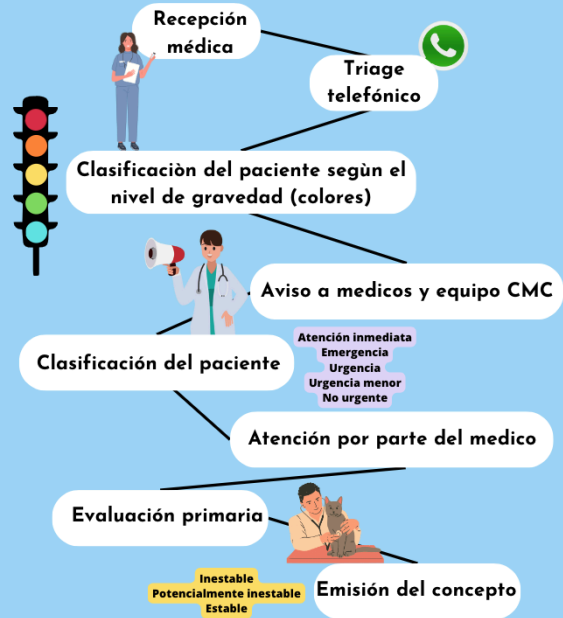 Recepción
médica
Triage
telefónico
Clasificaciòn del paciente segùn el
nivel de gravedad (colores)
Aviso a medicos y equipo CMC
Clasificación del paciente
Atención inmediata
Emergencia
Urgencia
Urgencia menor
No urgente
Atención por parte del medico
Evaluación primaria
Inestable
Potencialmente inestable
Estable
Emisión del concepto